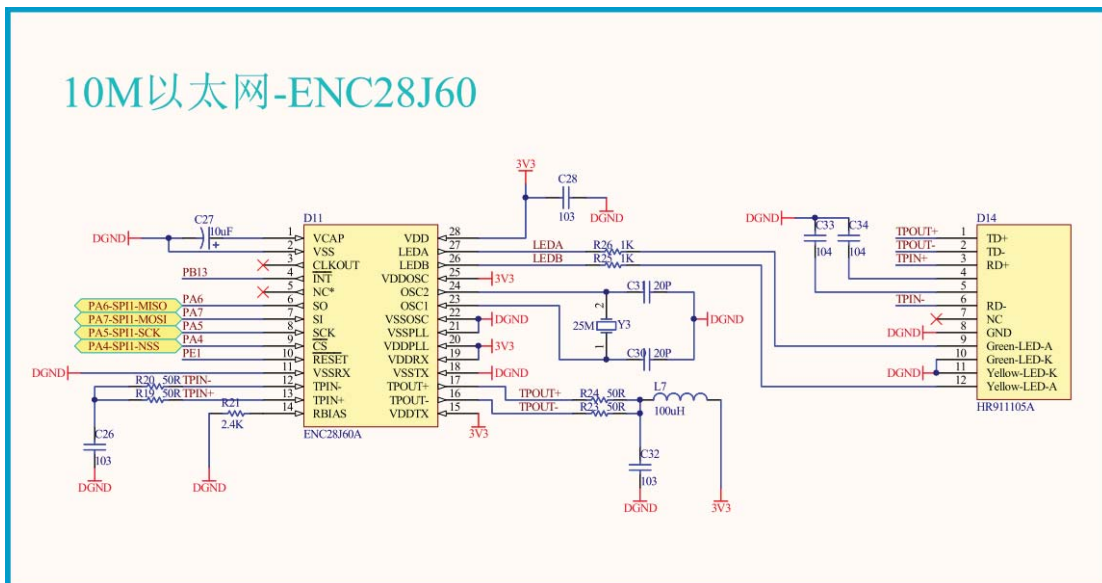 10M以太网-ENC28J60
3V3
C28
103
DGND
D11
C27
10uF
+
DGND
1 VCAP VDD 28
2 VSS LEDA 27
3 CLKOUT LEDB 26
4 INT VDDOSC 25
5 NC* OSC2 24
6 SO OSC1 23
7 SI VSSOSC 22
8 SCK VSSPLL 21
9 CS VDDPLL 20
10 RESET VDDRX 19
11 VSSRX VSSTX 18
12 TPIN- TPOUT+ 17
13 TPIN+ TPOUT- 16
14 RBIAS VDDTX 15
ENC28J60A
PB13
PA6-SPI1-MISO PA6
PA7-SPI1-MOSI PA7
PA5-SPI1-SCK PA5
PA4-SPI1-NSS PA4
PE1
DGND
R20 50R TPIN-
R19 50R TPIN+
R21
2.4K
C26
103
DGND
DGND
LEDA R26 1K
LEDB R25 1K
3V3
C31 20P
2
25M Y3
1
C30 20P
DGND
DGND
3V3
DGND
TPOUT+ R24 50R
TPOUT- R23 50R
3V3
L7
100uH
C32
103
DGND
3V3
DGND
C33
104
C34
104
D14
TPOUT+ 1 TD+
TPOUT- 2 TD-
TPIN+ 3 RD+
4
5
TPIN- 6 RD-
7 NC
DGND 8 GND
9 Green-LED-A
10 Green-LED-K
DGND 11 Yellow-LED-K
12 Yellow-LED-A
HR911105A